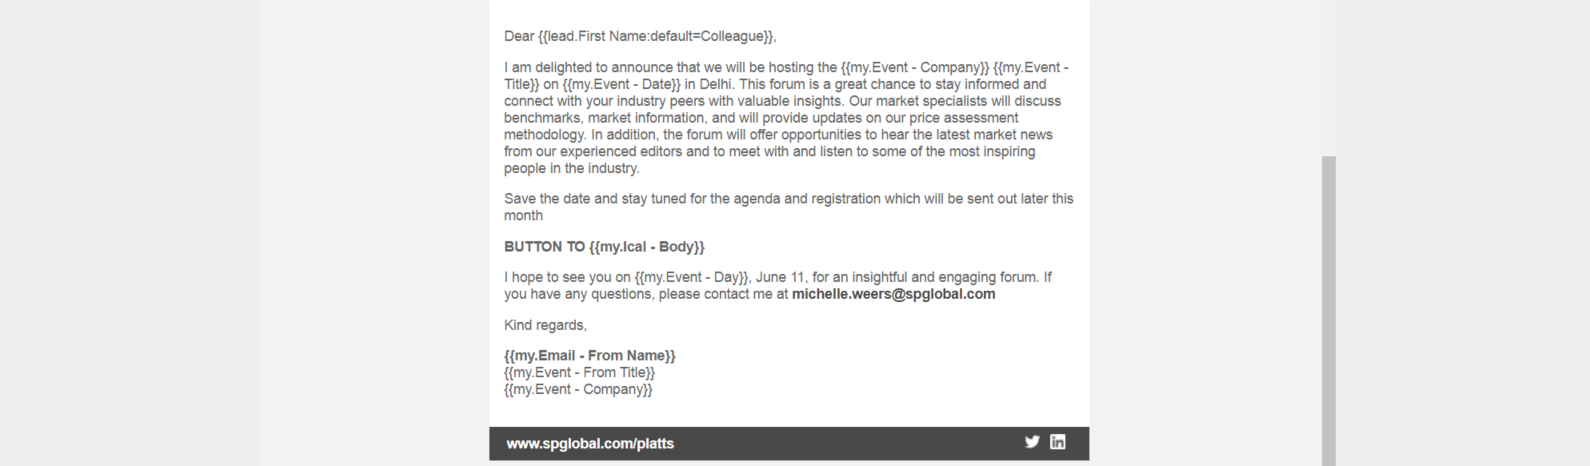 Dear {{lead.First Name:default=Colleague}},
I am delighted to announce that we will be hosting the {{my.Event - Company}} {{my.Event -
Title}} on {{my.Event - Date}} in Delhi. This forum is a great chance to stay informed and
connect with your industry peers with valuable insights. Our market specialists will discuss
benchmarks, market information, and will provide updates on our price assessment
methodology. In addition, the forum will offer opportunities to hear the latest market news
from our experienced editors and to meet with and listen to some of the most inspiring
people in the industry.
Save the date and stay tuned for the agenda and registration which will be sent out later this
month
BUTTON TO {{my.Ical - Body}}
I hope to see you on {{my.Event - Day}}, June 11, for an insightful and engaging forum. If
you have any questions, please contact me at michelle.weers@spglobal.com
Kind regards,
{{my.Email - From Name}}
{{my.Event - From Title}}
{{my.Event - Company}}
www.spglobal.com/platts